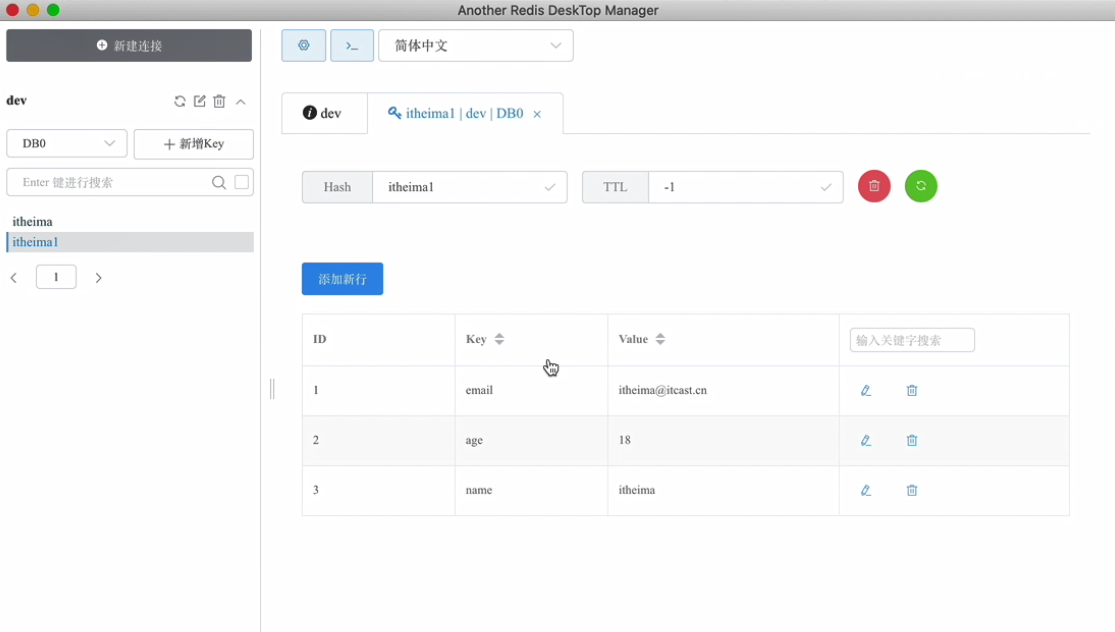 Another Redis DeskTop Manager
新建连接
简体中文
dev
DB0
新增Key
Enter 键进行搜索
itheima
itheima1
1
dev
itheima1 | dev | DB0
Hash
itheima1
TTL
-1
添加新行
ID
Key
Value
输入关键字搜索
1
email
itheima@itcast.cn
2
age
18
3
name
itheima